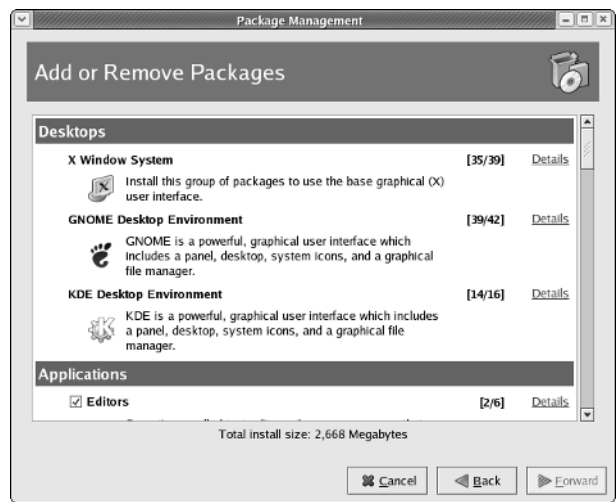 Package Management
Add or Remove Packages
Desktops
X Window System [35/39] Details
Install this group of packages to use the base graphical (X)
user interface.
GNOME Desktop Environment [39/42] Details
GNOME is a powerful, graphical user interface which
includes a panel, desktop, system icons, and a graphical
file manager.
KDE Desktop Environment [14/16] Details
KDE is a powerful, graphical user interface which includes
a panel, desktop, system icons, and a graphical file
manager.
Applications
Editors [2/6] Details
Total install size: 2,668 Megabytes
Cancel Back Forward